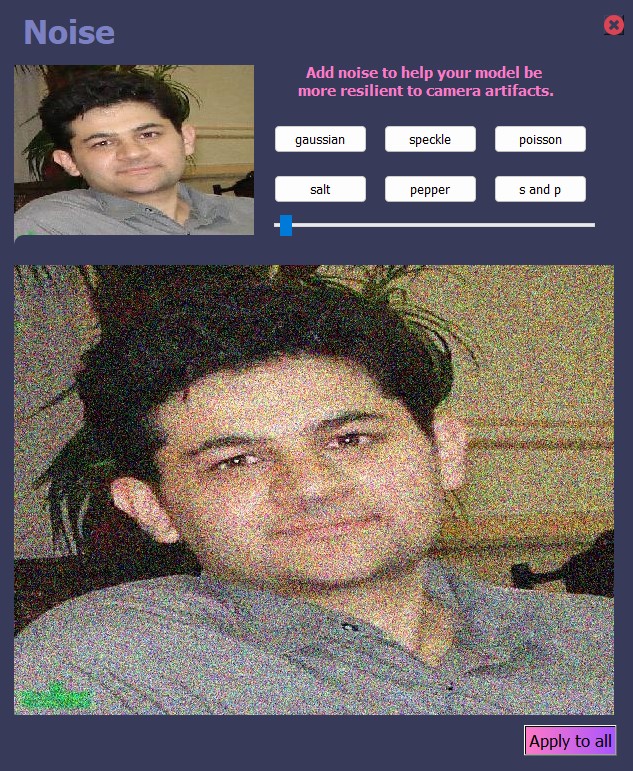 Noise
Add noise to help your model be
more resilient to camera artifacts.
gaussian
speckle
poisson
salt
pepper
s and p
Apply to all